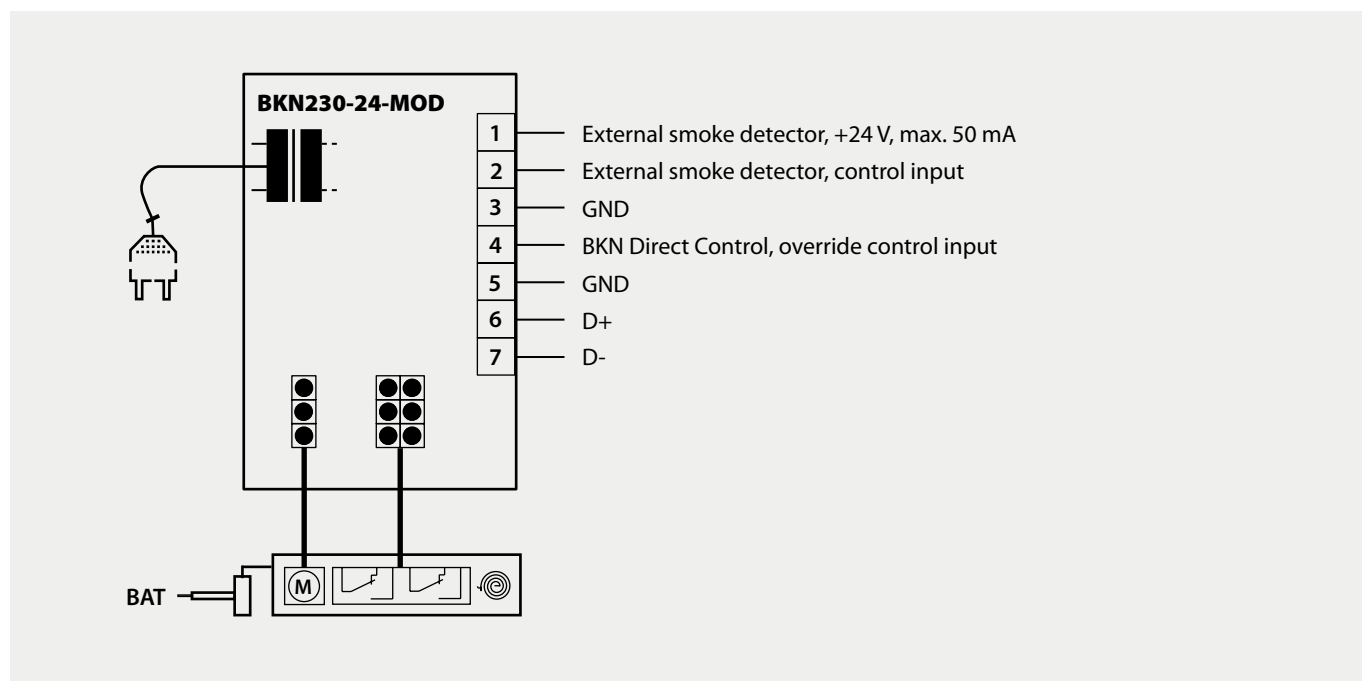 BKN230-24-MOD
1 External smoke detector, +24 V, max. 50 mA
2 External smoke detector, control input
3 GND
4 BKN Direct Control, override control input
5 GND
6 D+
7 D-
BAT M